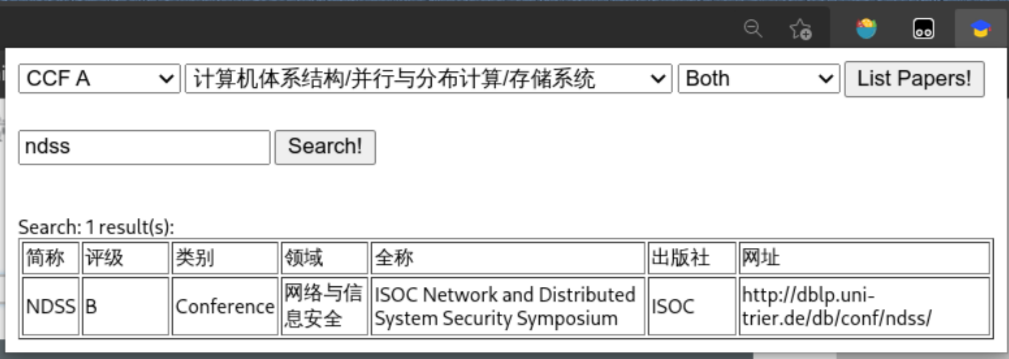 CCF A 计算机体系结构/并行与分布计算/存储系统 Both List Papers!
ndss Search!
Search: 1 result(s):
简称 评级 类别 领域 全称 出版社 网址
NDSS B Conference 网络与信息安全 ISOC Network and Distributed System Security Symposium ISOC http://dblp.uni-trier.de/db/conf/ndss/